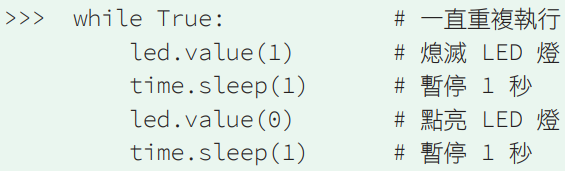 >>>  while True:            # 一直重複執行
         led.value(1)       # 熄滅 LED 燈
         time.sleep(1)      # 暫停 1 秒
         led.value(0)       # 點亮 LED 燈
         time.sleep(1)      # 暫停 1 秒